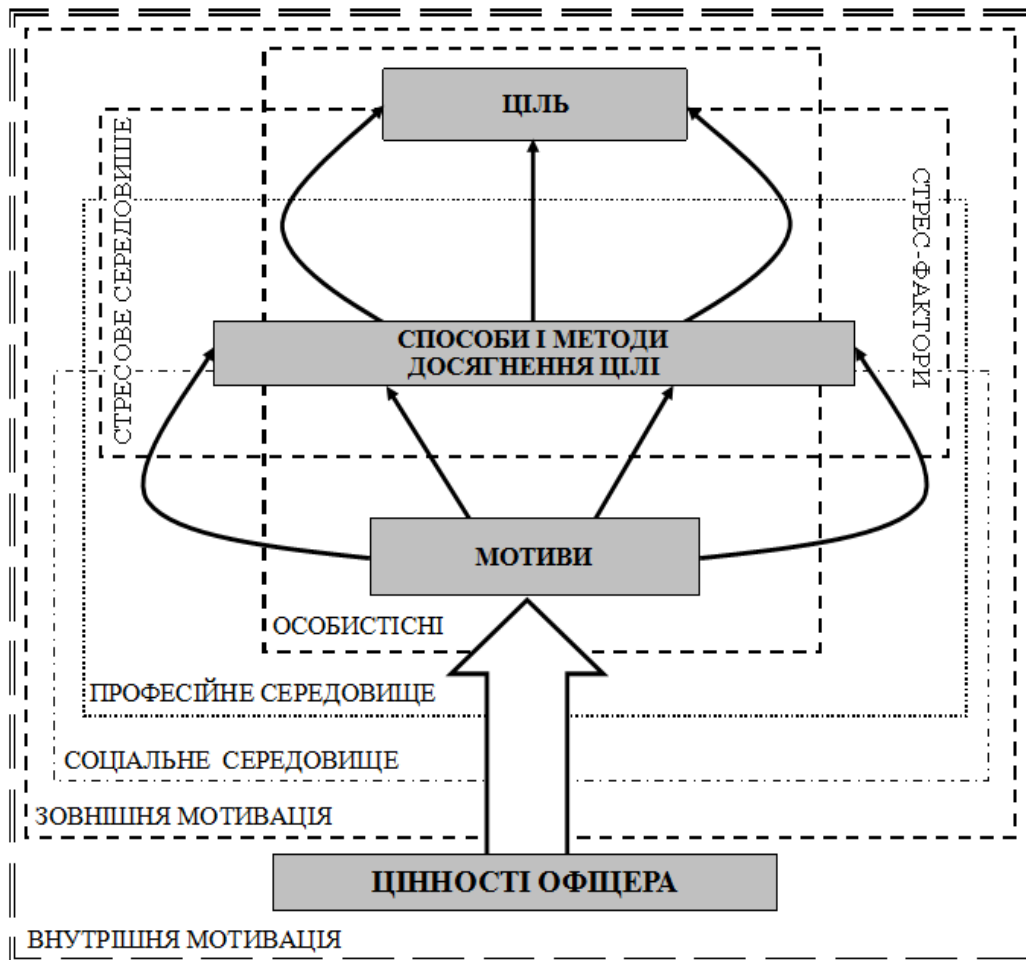 ЦІЛЬ
СТРЕСОВЕ СЕРЕДОВИШЕ
СТРЕС-ФАКТОРИ
СПОСОБИ І МЕТОДИ
ДОСЯГНЕННЯ ЦІЛІ
МОТИВИ
ОСОБИСТІСНІ
ПРОФЕСІЙНЕ СЕРЕДОВИЩЕ
СОЦІАЛЬНЕ СЕРЕДОВИЩЕ
ЗОВНІШНЯ МОТИВАЦІЯ
ЦІННОСТІ ОФІЦЕРА
ВНУТРІШНЯ МОТИВАЦІЯ